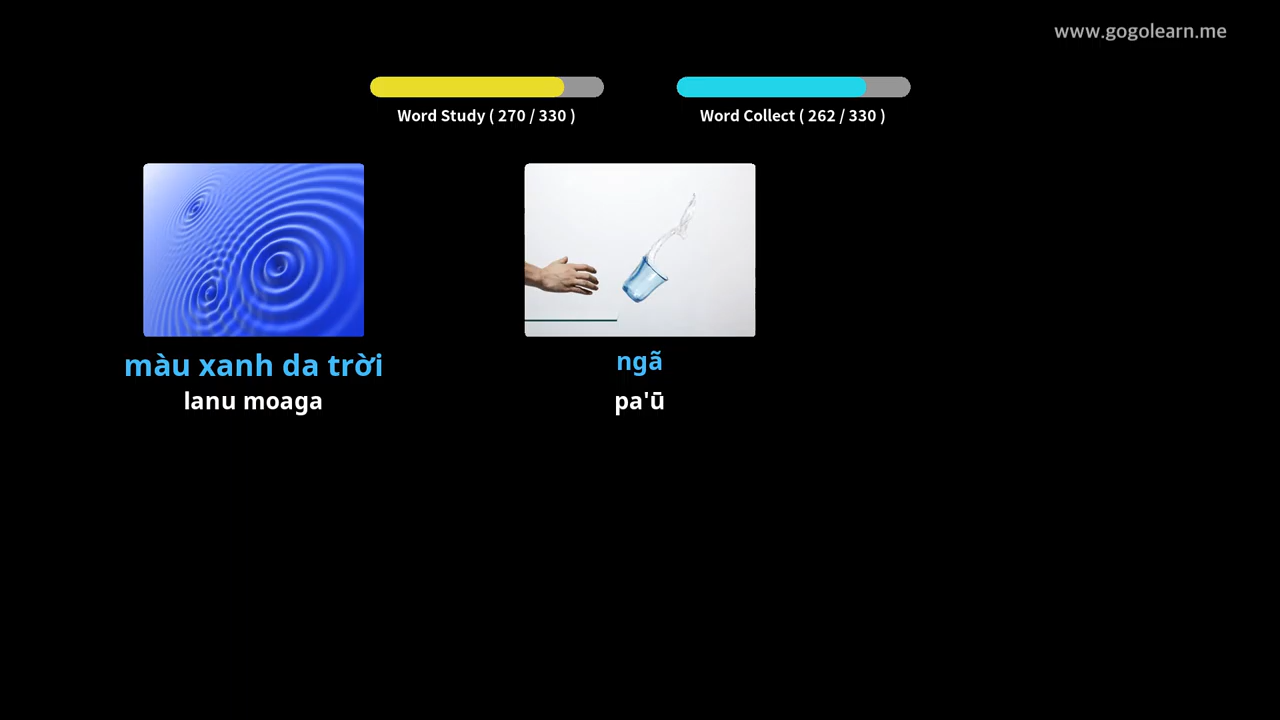 www.gogolearn.me
Word Study ( 270 / 330 )
Word Collect ( 262 / 330 )
màu xanh da trời
lanu moaga
ngã
pa'ū